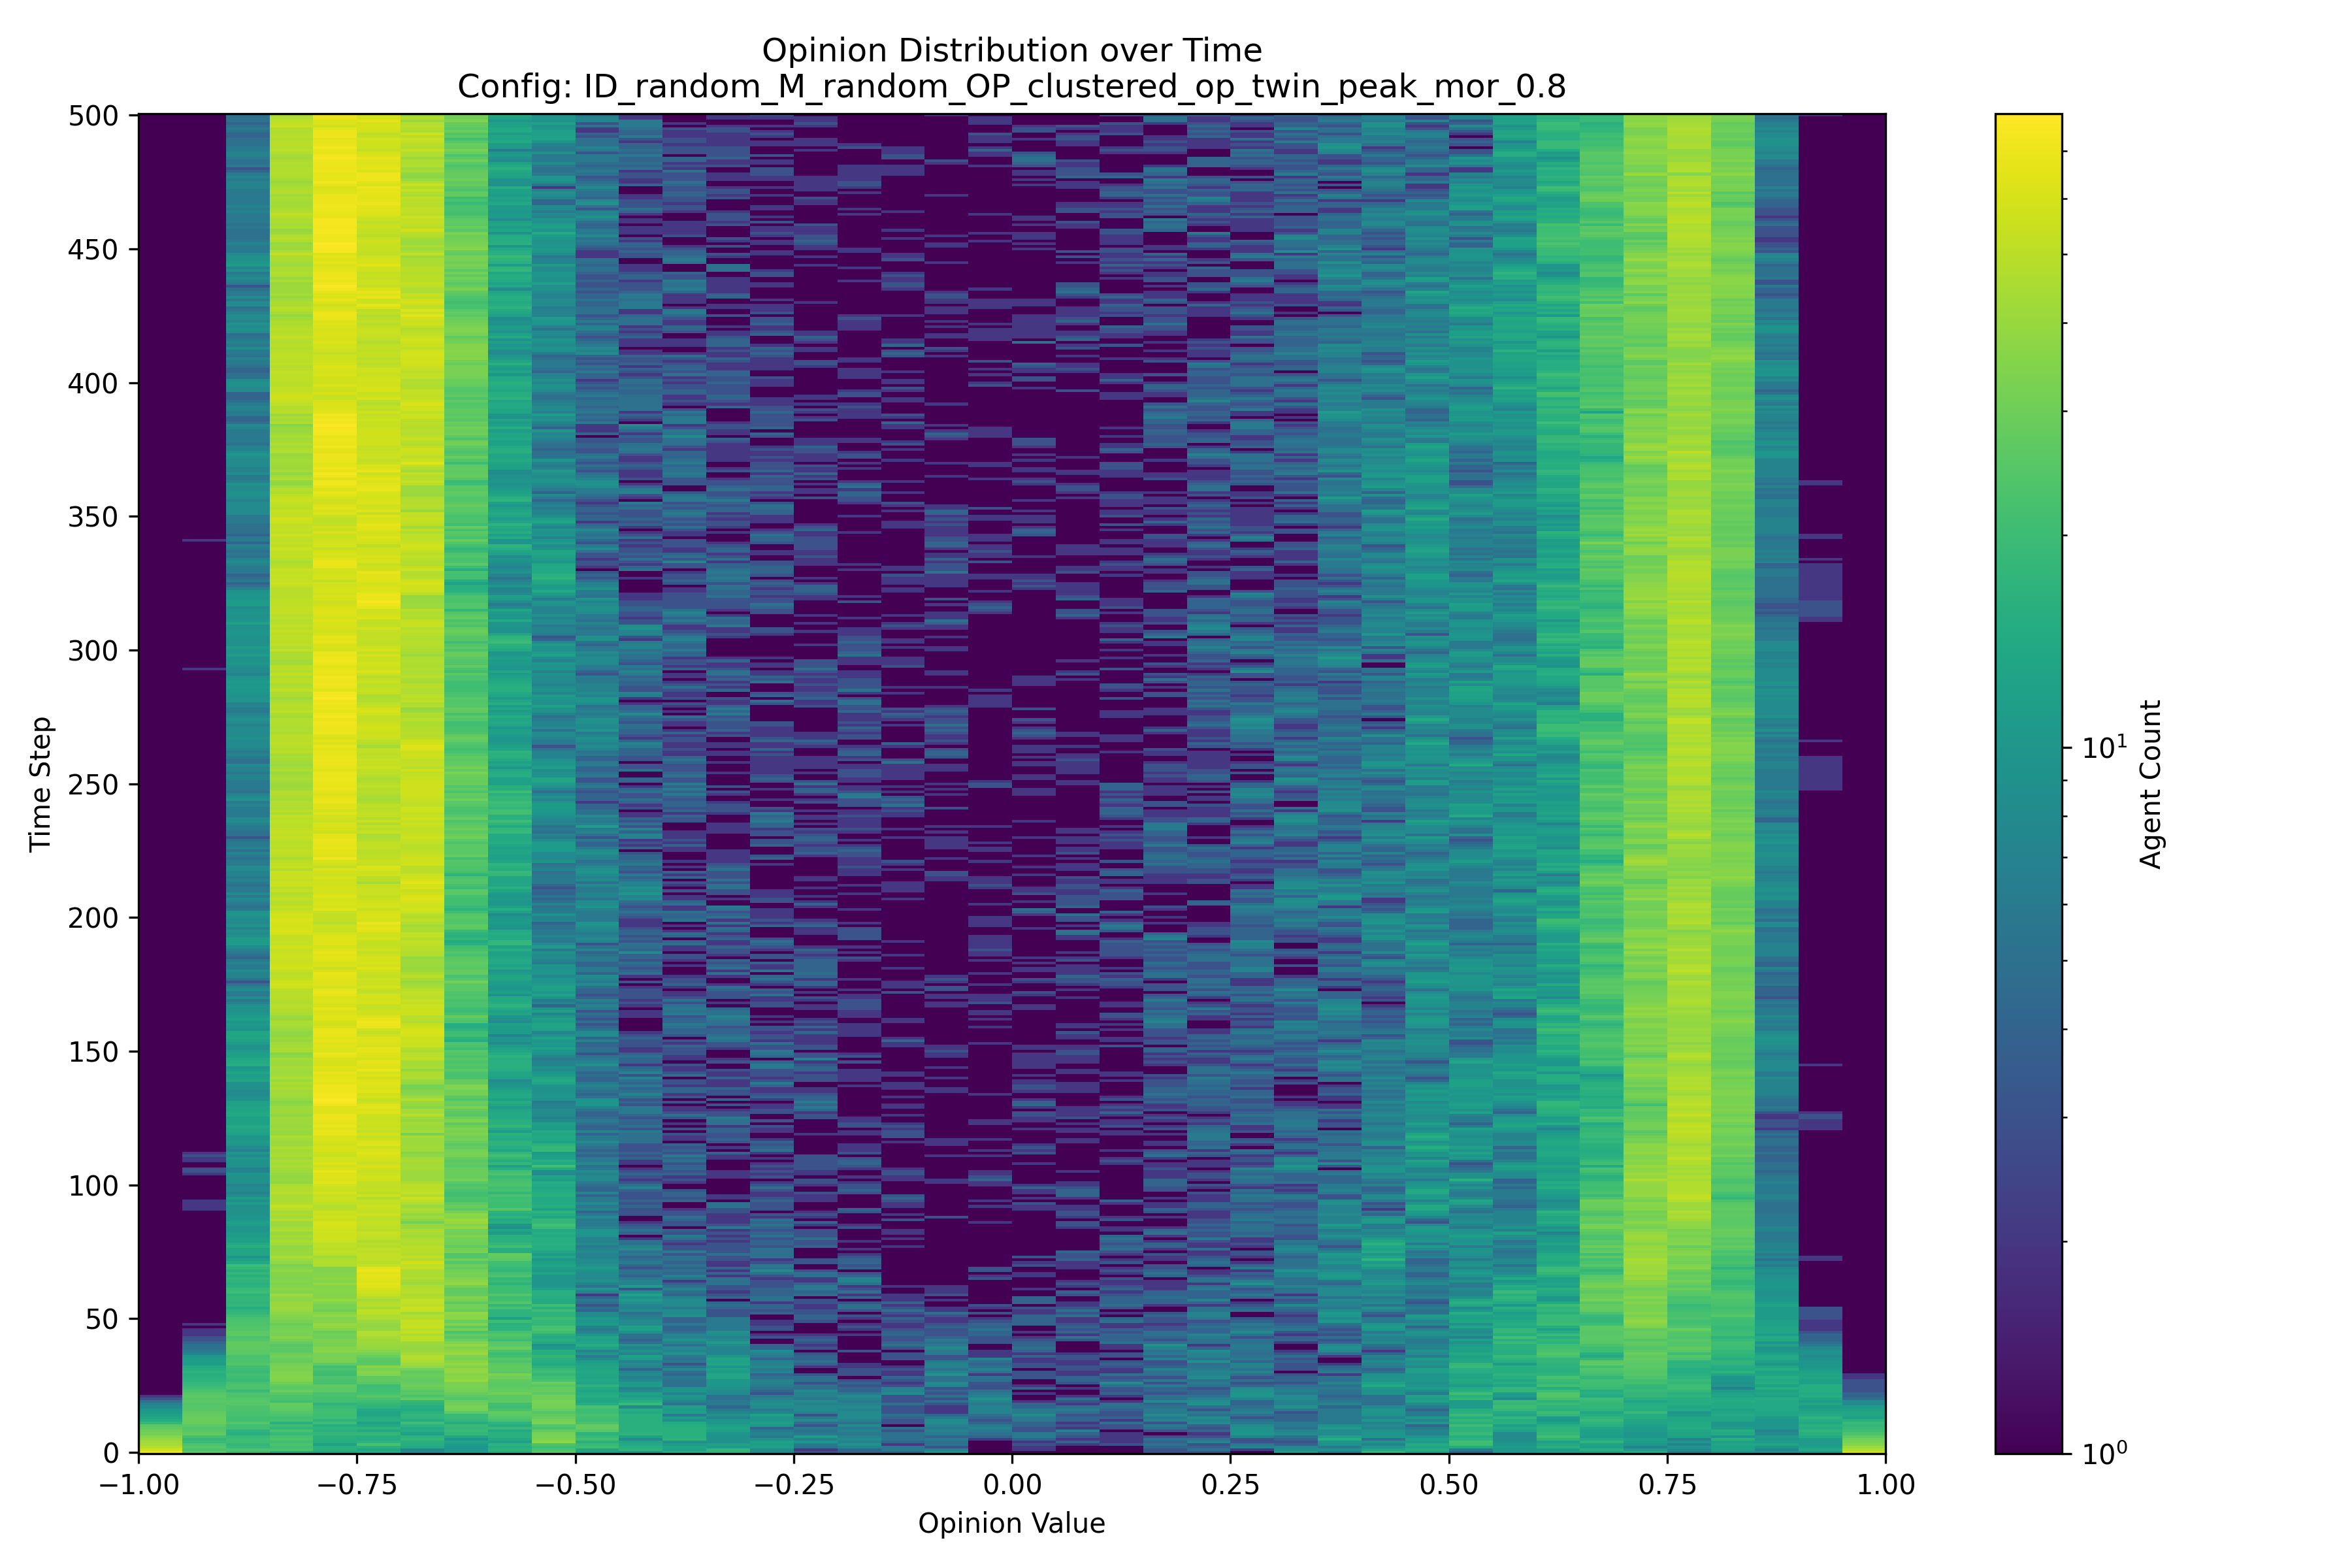 Opinion Distribution over Time
Config: ID_random_M_random_OP_clustered_op_twin_peak_mor_0.8
500
450
400
350
300
250
200
150
100
50
0
Time Step
−1.00 −0.75 −0.50 −0.25 0.00 0.25 0.50 0.75 1.00
Opinion Value
10¹
10⁰
Agent Count